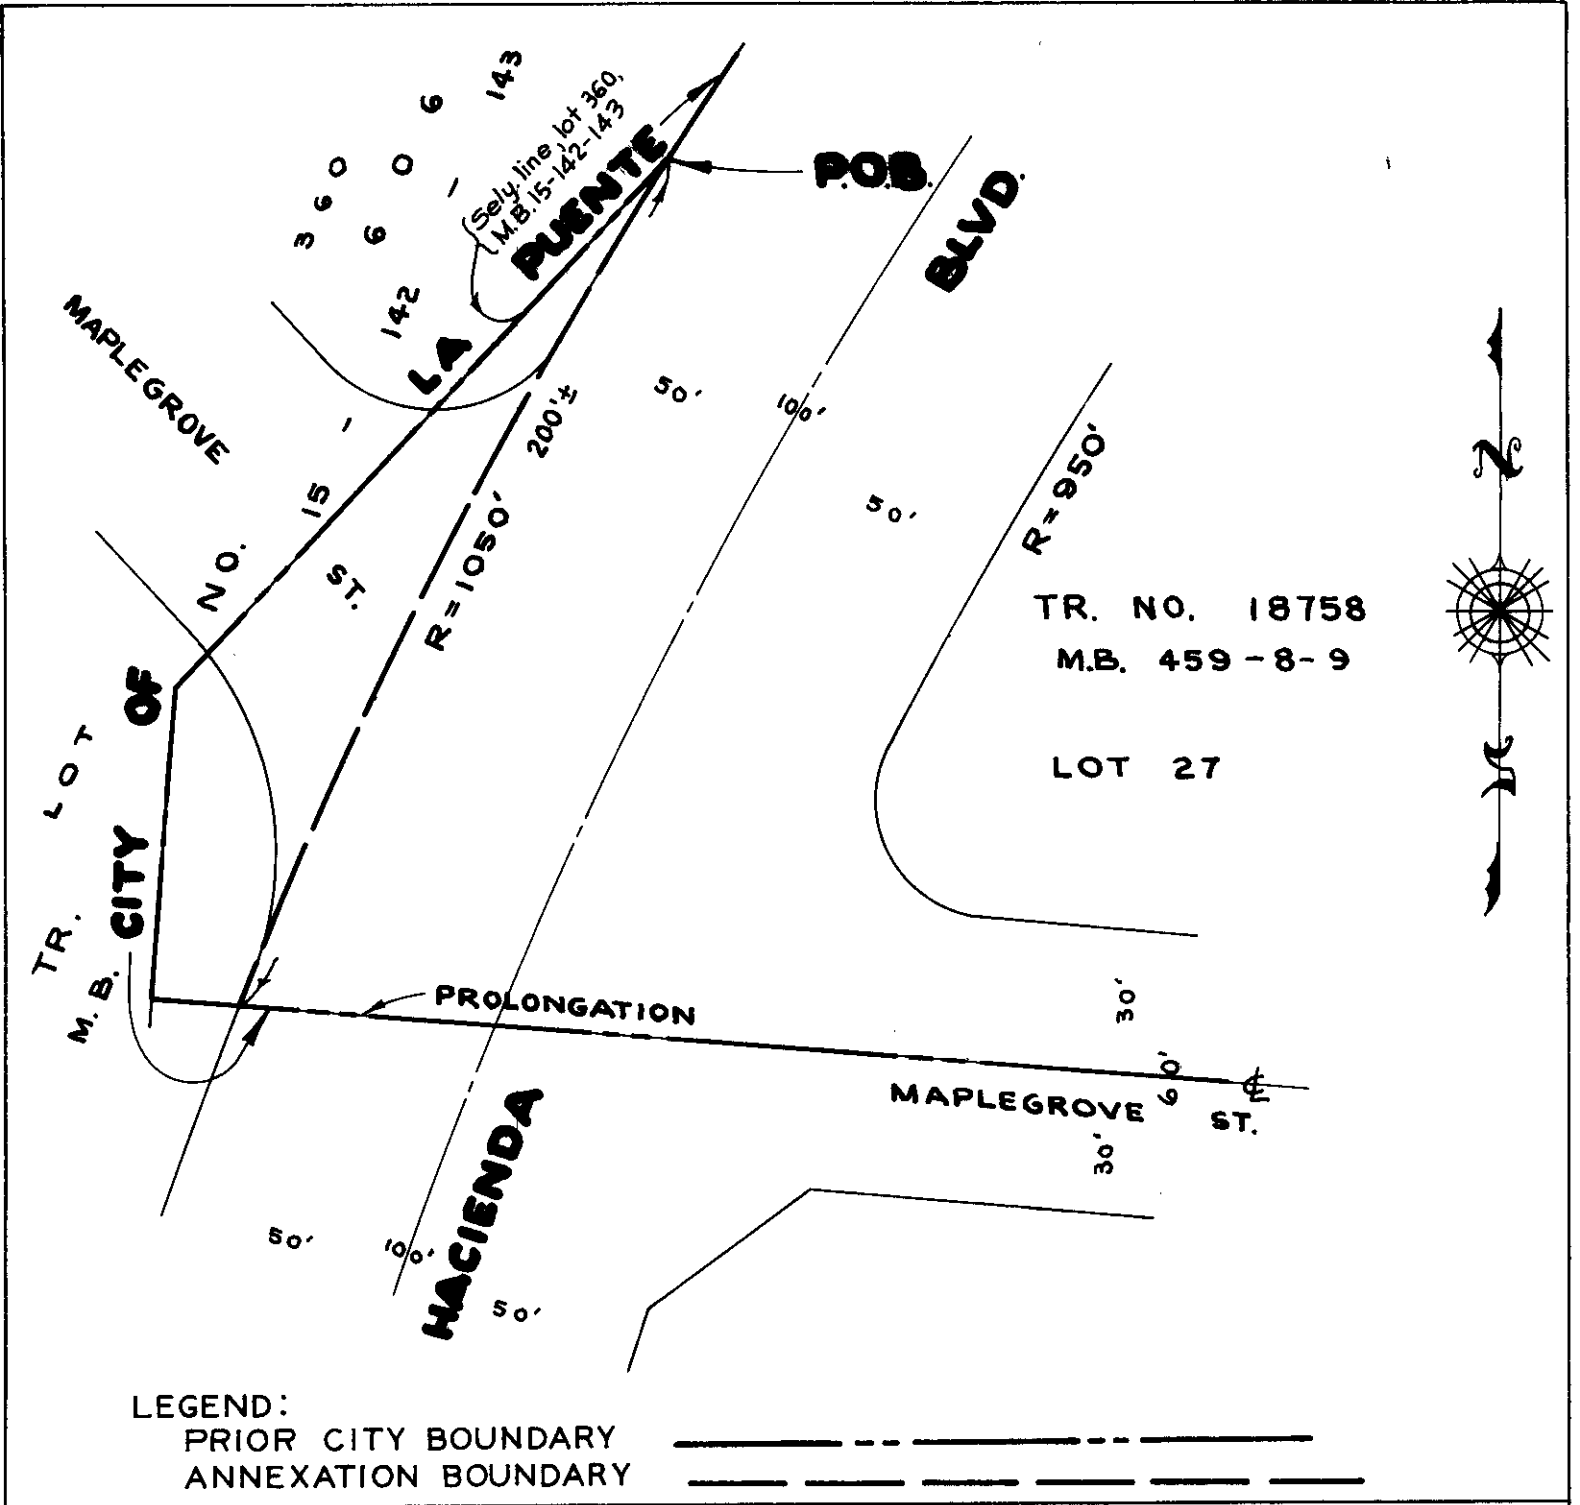 143
6
0
6
-
142
360
Sely. line, lot 360,
M.B. 15-142-143
LA PUENTE
P.O.B.
BLVD.
MAPLEGROVE
ST.
50'
100'
50'
200'±
R=1050'
R=950'
NO.
15
-
TR. NO. 18758
M.B. 459-8-9
LOT 27
N
CITY OF
LOT
TR.
M.B.
PROLONGATION
30'
60'
30'
MAPLEGROVE ST.
℄
HACIENDA
50'
100'
50'
LEGEND:
PRIOR CITY BOUNDARY
ANNEXATION BOUNDARY